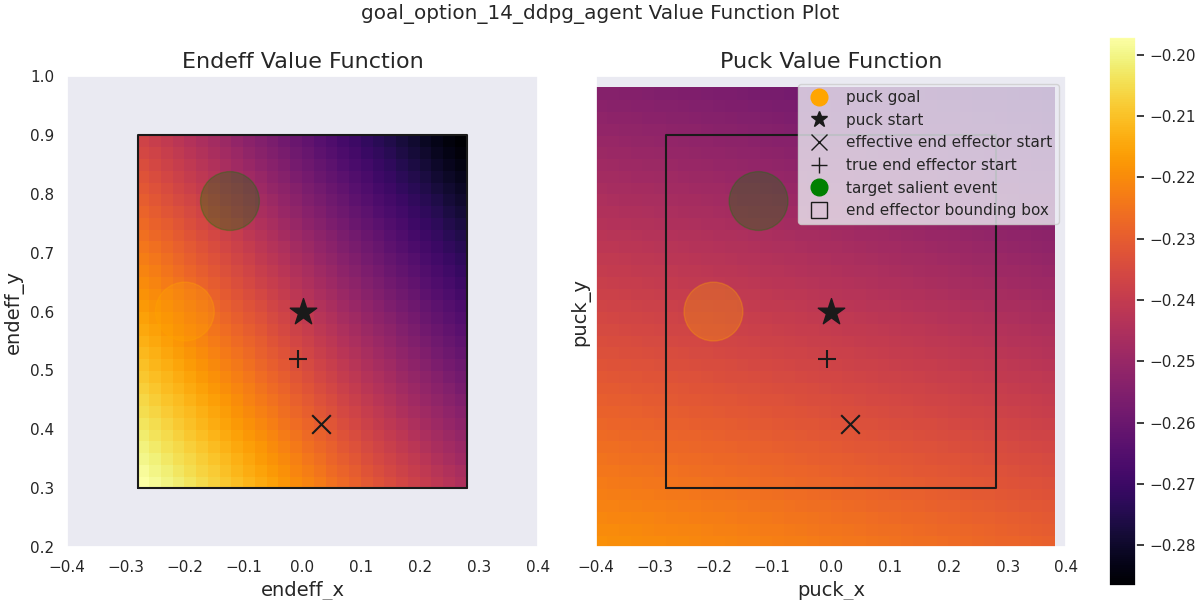 goal_option_14_ddpg_agent Value Function Plot
Endeff Value Function
endeff_y
1.0
0.9
0.8
0.7
0.6
0.5
0.4
0.3
0.2
−0.4 −0.3 −0.2 −0.1 0.0 0.1 0.2 0.3 0.4
endeff_x
Puck Value Function
puck_y
puck goal
puck start
effective end effector start
true end effector start
target salient event
end effector bounding box
−0.4 −0.3 −0.2 −0.1 0.0 0.1 0.2 0.3 0.4
puck_x
−0.20
−0.21
−0.22
−0.23
−0.24
−0.25
−0.26
−0.27
−0.28